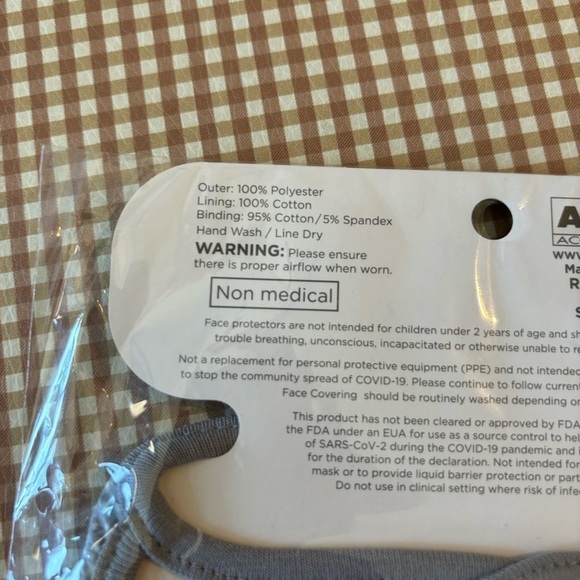 Outer: 100% Polyester
Lining: 100% Cotton
Binding: 95% Cotton/5% Spandex
Hand Wash / Line Dry
WARNING: Please ensure
there is proper airflow when worn.
Non medical
A
AC
www.
Ma
R
S
Face protectors are not intended for children under 2 years of age and sh
trouble breathing, unconscious, incapacitated or otherwise unable to re
Not a replacement for personal protective equipment (PPE) and not intended
to stop the community spread of COVID-19. Please continue to follow current
Face Covering should be routinely washed depending on
This product has not been cleared or approved by FDA
the FDA under an EUA for use as a source control to hel
of SARS-CoV-2 during the COVID-19 pandemic and i
for the duration of the declaration. Not intended for
mask or to provide liquid barrier protection or part
Do not use in clinical setting where risk of infe